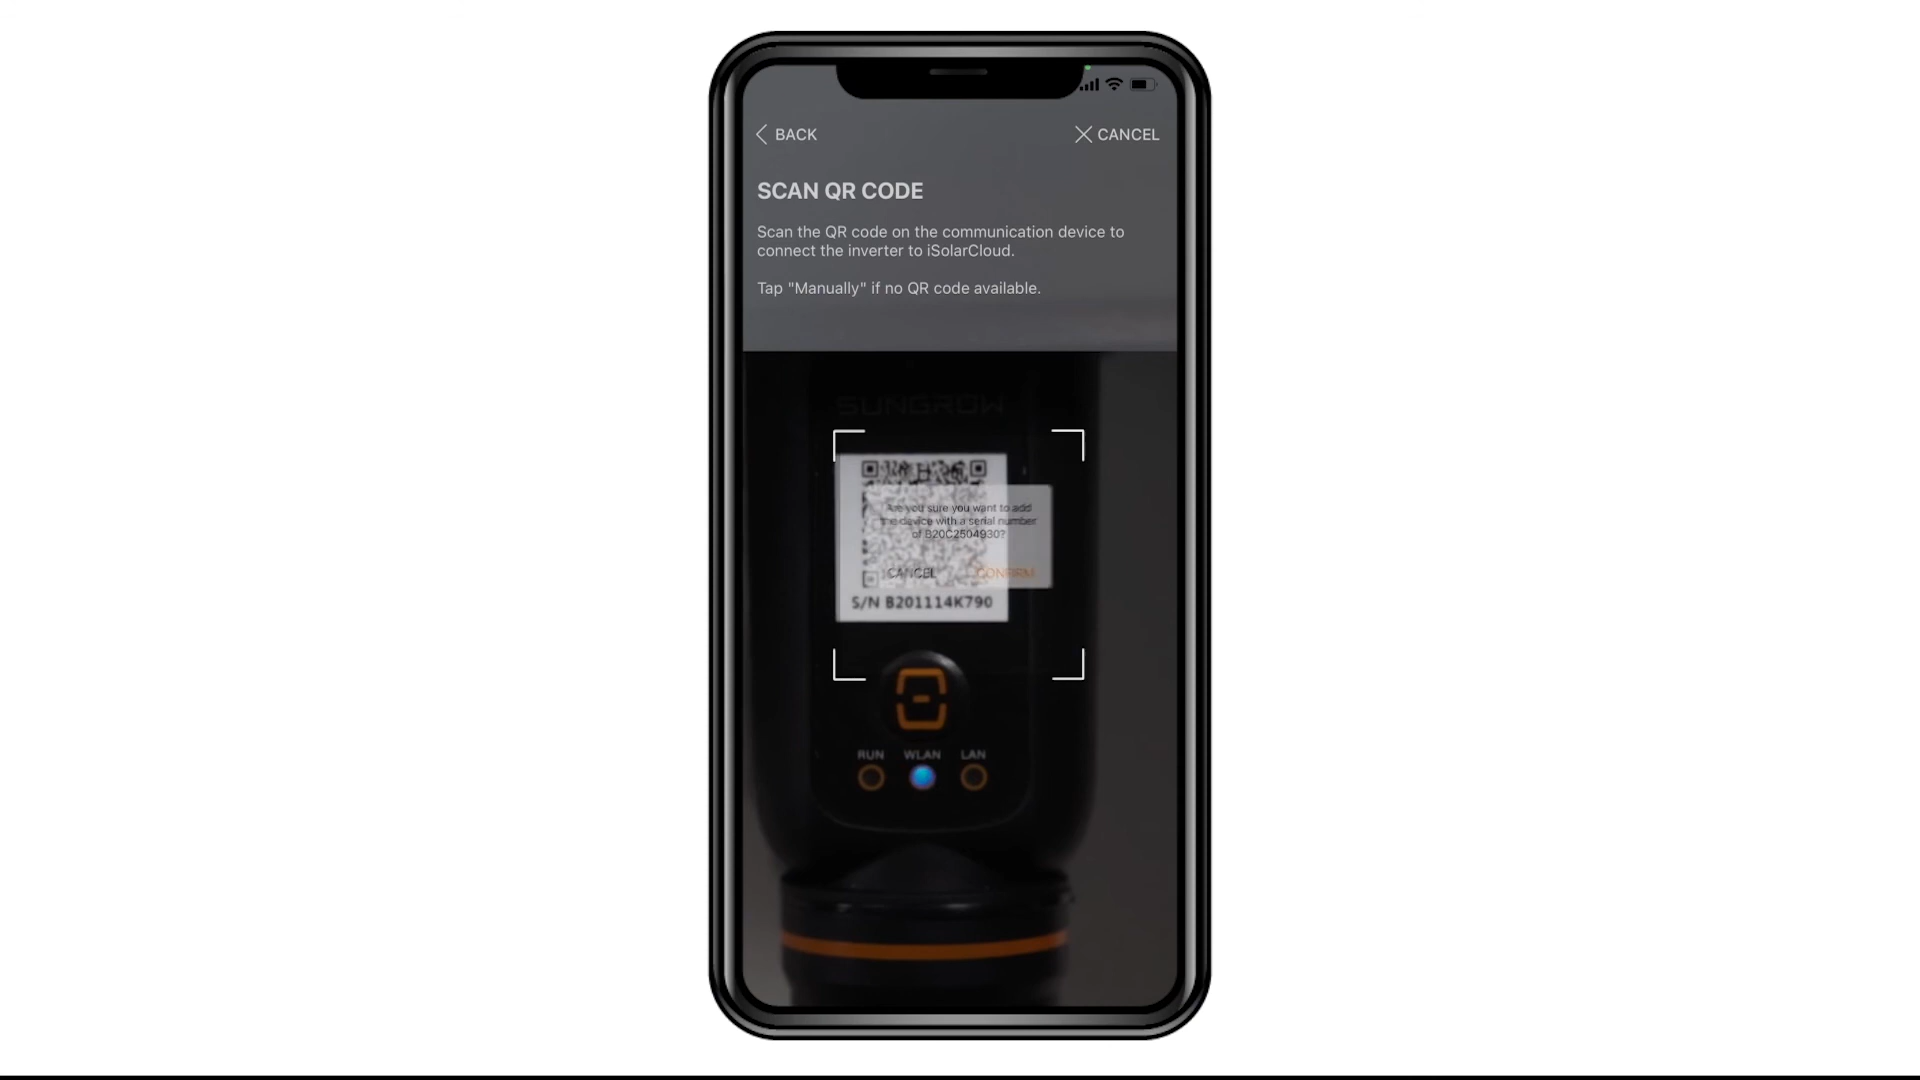 BACK
CANCEL
SCAN QR CODE
Scan the QR code on the communication device to
connect the inverter to iSolarCloud.
Tap "Manually" if no QR code available.
SUNGROW
Are you sure you want to add
the device with a serial number
of B20C2504930?
CANCEL
CONFIRM
S/N B201114K790
RUN WLAN LAN